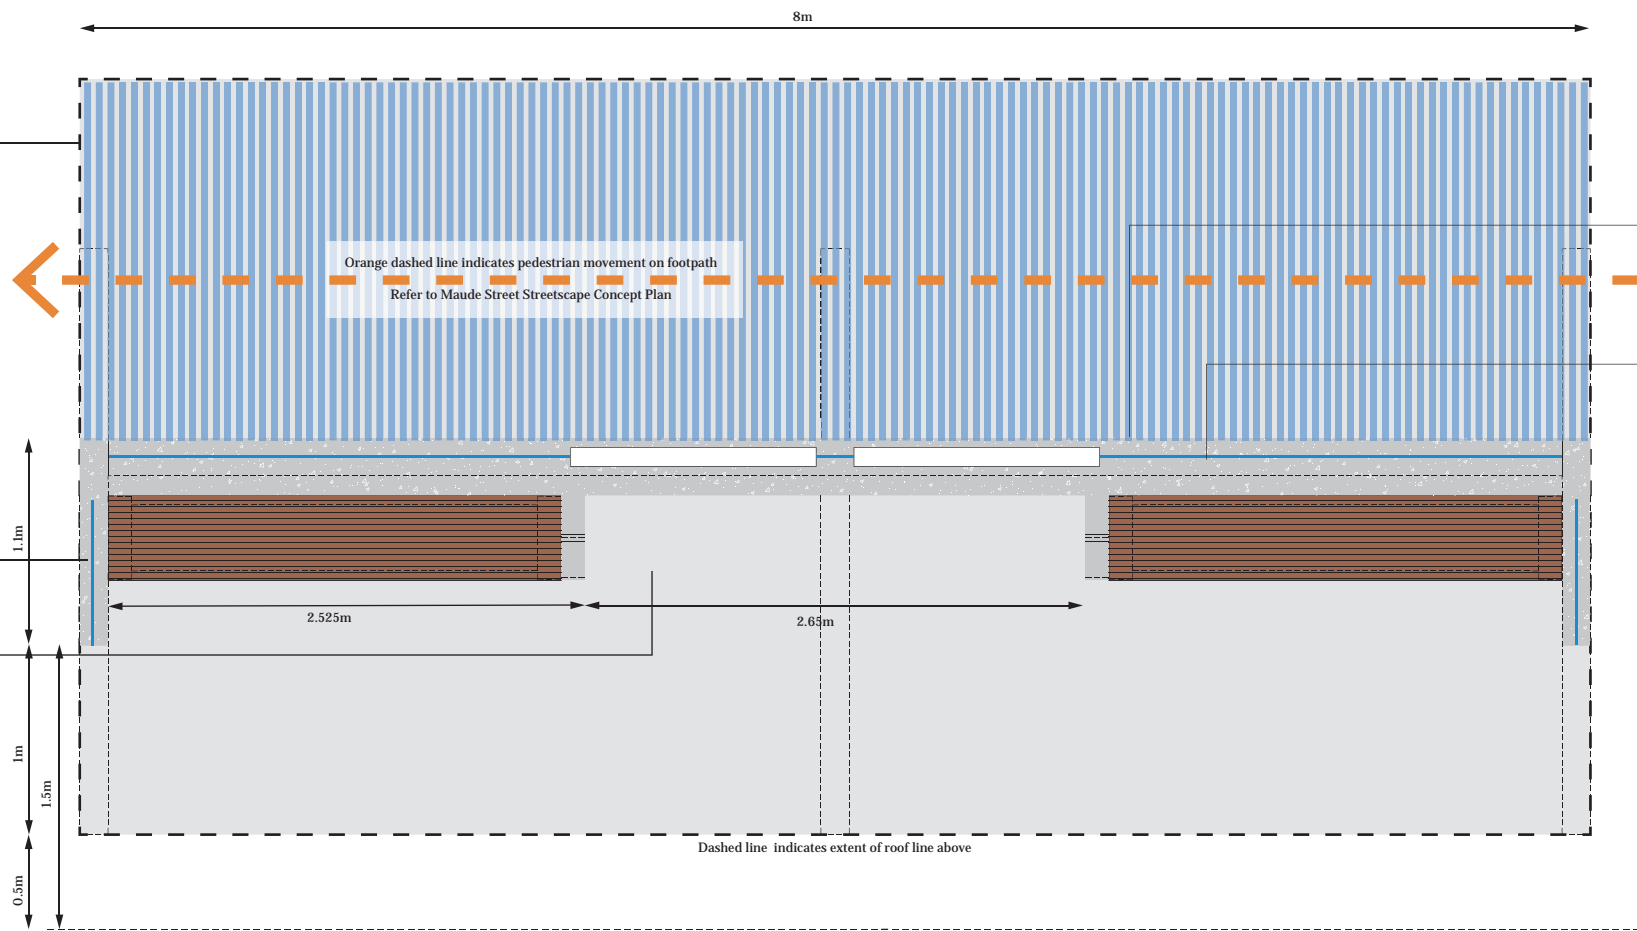 8m
Orange dashed line indicates pedestrian movement on footpath
Refer to Maude Street Streetscape Concept Plan
1.1m
2.525m
2.65m
1m
1.5m
Dashed line indicates extent of roof line above
0.5m